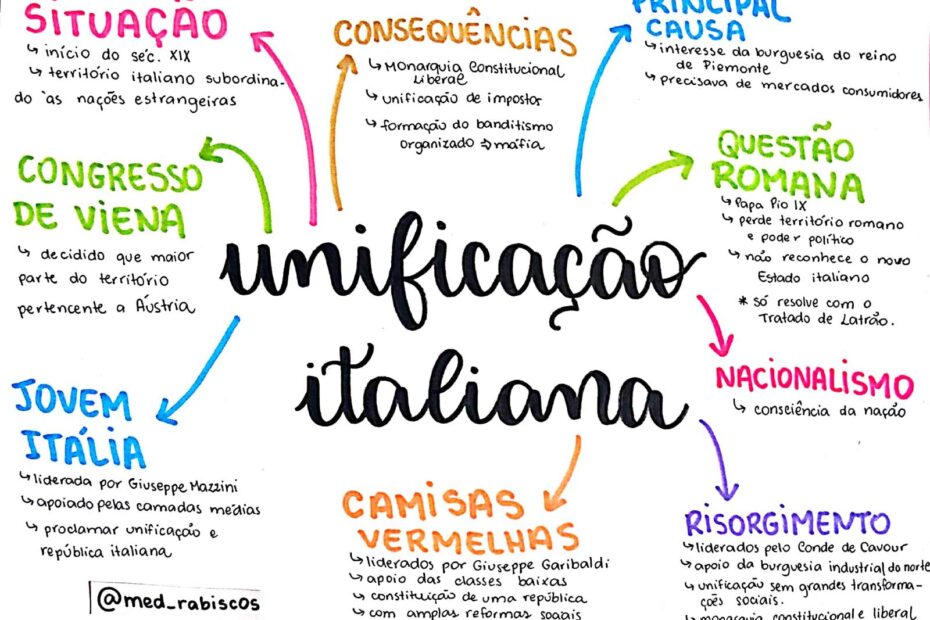 SITUAÇÃO
↳ início do séc. XIX
↳ território italiano subordina-
do às nações estrangeiras
CONSEQUÊNCIAS
↳ Monarquia Constitucional
Liberal
↳ unificação de impostor
↳ formação do banditismo
organizado ⇒ máfia
PRINCIPAL
CAUSA
↳ interesse da burguesia do reino
de Piemonte
↳ precisava de mercados consumidores
CONGRESSO
DE VIENA
↳ decidido que maior
parte do território
pertencente a Áustria
QUESTÃO
ROMANA
↳ Papa Pio IX
↳ perde território romano
e poder político
↳ não reconhece o novo
Estado italiano
* só resolve com o
Tratado de Latrão.
unificação
italiana
JOVEM
ITÁLIA
↳ liderada por Giuseppe Mazzini
↳ apoiado pelas camadas médias
↳ proclamar unificação e
república italiana
NACIONALISMO
↳ consciência da nação
CAMISAS
VERMELHAS
↳ liderados por Giuseppe Garibaldi
↳ apoio das classes baixas
↳ constituição de uma república
↳ com amplas reformas sociais
RISORGIMENTO
↳ liderados pelo Conde de Cavour
↳ apoio da burguesia industrial do norte
↳ unificação sem grandes transforma-
ções sociais.
↳ monarquia constitucional e liberal
@med_rabiscos